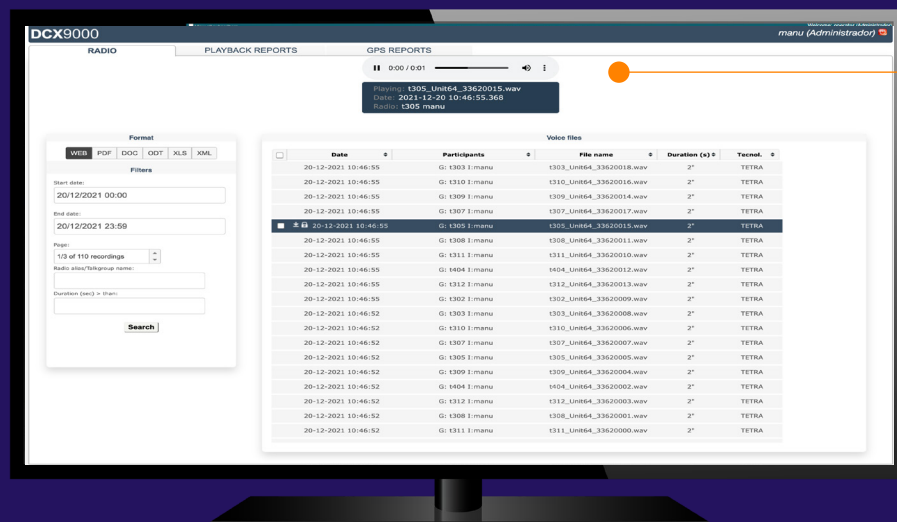 DCX9000
Welcome: operator (Administrador)
manu (Administrador)
RADIO PLAYBACK REPORTS GPS REPORTS
0:00 / 0:01
Playing: t305_Unit64_33620015.wav
Date: 2021-12-20 10:46:55.368
Radio: t305 manu
Format
WEB PDF DOC ODT XLS XML
Filters
Start date:
20/12/2021 00:00
End date:
20/12/2021 23:59
Page:
1/3 of 110 recordings
Radio alias/Talkgroup name:
Duration (sec) > than:
Search
Voice files
Date Participants File name Duration (s) Tecnol.
20-12-2021 10:46:55 G: t303 I:manu t303_Unit64_33620018.wav 2" TETRA
20-12-2021 10:46:55 G: t310 I:manu t310_Unit64_33620016.wav 2" TETRA
20-12-2021 10:46:55 G: t309 I:manu t309_Unit64_33620014.wav 2" TETRA
20-12-2021 10:46:55 G: t307 I:manu t307_Unit64_33620017.wav 2" TETRA
20-12-2021 10:46:55 G: t305 I:manu t305_Unit64_33620015.wav 2" TETRA
20-12-2021 10:46:55 G: t308 I:manu t308_Unit64_33620011.wav 2" TETRA
20-12-2021 10:46:55 G: t311 I:manu t311_Unit64_33620010.wav 2" TETRA
20-12-2021 10:46:55 G: t404 I:manu t404_Unit64_33620012.wav 2" TETRA
20-12-2021 10:46:55 G: t312 I:manu t312_Unit64_33620013.wav 2" TETRA
20-12-2021 10:46:55 G: t302 I:manu t302_Unit64_33620009.wav 2" TETRA
20-12-2021 10:46:52 G: t303 I:manu t303_Unit64_33620008.wav 2" TETRA
20-12-2021 10:46:52 G: t310 I:manu t310_Unit64_33620006.wav 2" TETRA
20-12-2021 10:46:52 G: t307 I:manu t307_Unit64_33620007.wav 2" TETRA
20-12-2021 10:46:52 G: t305 I:manu t305_Unit64_33620005.wav 2" TETRA
20-12-2021 10:46:52 G: t309 I:manu t309_Unit64_33620004.wav 2" TETRA
20-12-2021 10:46:52 G: t404 I:manu t404_Unit64_33620002.wav 2" TETRA
20-12-2021 10:46:52 G: t312 I:manu t312_Unit64_33620003.wav 2" TETRA
20-12-2021 10:46:52 G: t308 I:manu t308_Unit64_33620001.wav 2" TETRA
20-12-2021 10:46:52 G: t311 I:manu t311_Unit64_33620000.wav 2" TETRA